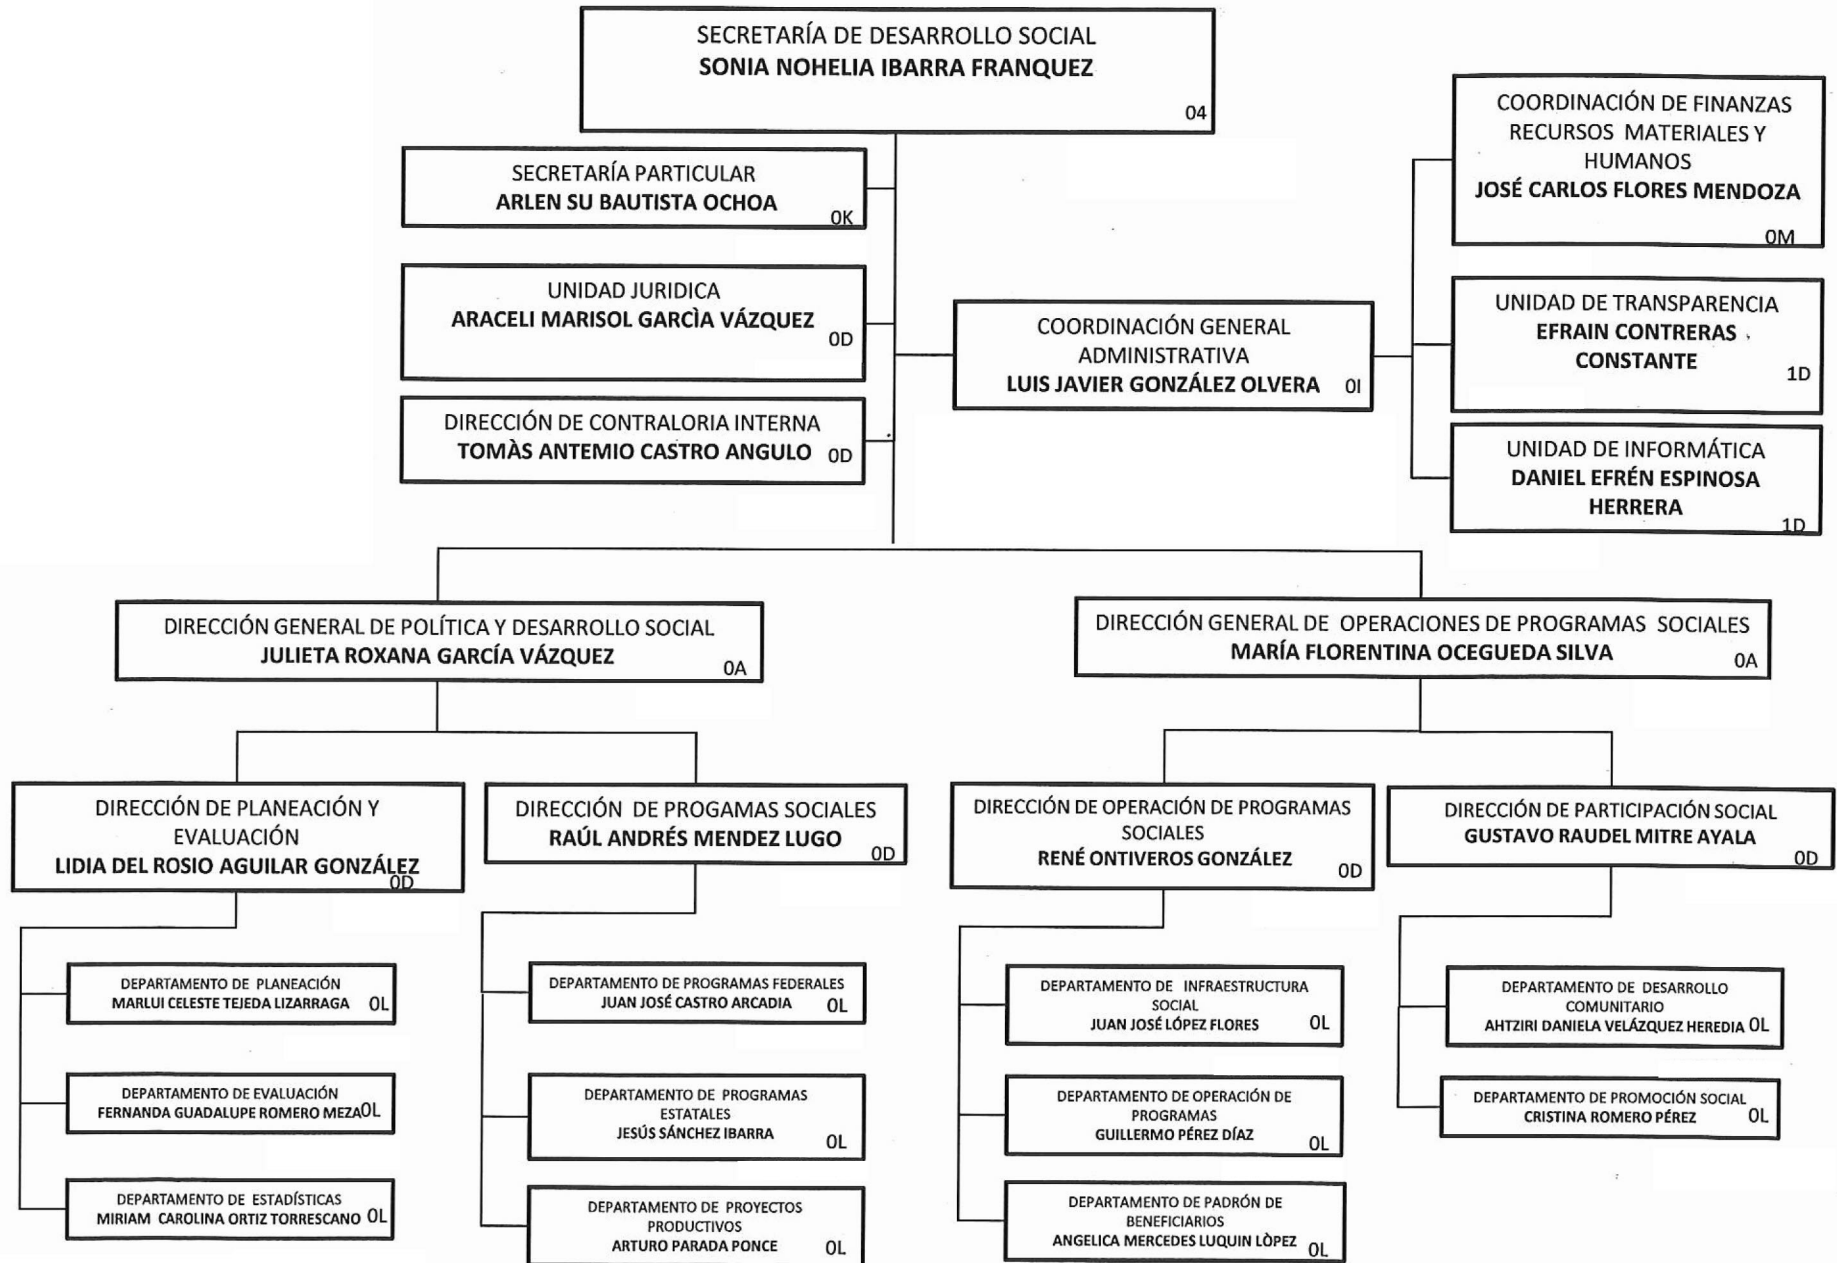 SECRETARÍA DE DESARROLLO SOCIAL
SONIA NOHELIA IBARRA FRANQUEZ
04
SECRETARÍA PARTICULAR
ARLEN SU BAUTISTA OCHOA
0K
UNIDAD JURIDICA
ARACELI MARISOL GARCÌA VÁZQUEZ
0D
DIRECCIÓN DE CONTRALORIA INTERNA
TOMÀS ANTEMIO CASTRO ANGULO 0D
COORDINACIÓN GENERAL
ADMINISTRATIVA
LUIS JAVIER GONZÁLEZ OLVERA 0I
COORDINACIÓN DE FINANZAS
RECURSOS MATERIALES Y
HUMANOS
JOSÉ CARLOS FLORES MENDOZA
0M
UNIDAD DE TRANSPARENCIA
EFRAIN CONTRERAS
CONSTANTE
1D
UNIDAD DE INFORMÁTICA
DANIEL EFRÉN ESPINOSA
HERRERA
1D
DIRECCIÓN GENERAL DE POLÍTICA Y DESARROLLO SOCIAL
JULIETA ROXANA GARCÍA VÁZQUEZ
0A
DIRECCIÓN GENERAL DE OPERACIONES DE PROGRAMAS SOCIALES
MARÍA FLORENTINA OCEGUEDA SILVA
0A
DIRECCIÓN DE PLANEACIÓN Y
EVALUACIÓN
LIDIA DEL ROSIO AGUILAR GONZÁLEZ
0D
DIRECCIÓN DE PROGAMAS SOCIALES
RAÚL ANDRÉS MENDEZ LUGO
0D
DIRECCIÓN DE OPERACIÓN DE PROGRAMAS
SOCIALES
RENÉ ONTIVEROS GONZÁLEZ
0D
DIRECCIÓN DE PARTICIPACIÓN SOCIAL
GUSTAVO RAUDEL MITRE AYALA
0D
DEPARTAMENTO DE PLANEACIÓN
MARLUI CELESTE TEJEDA LIZARRAGA 0L
DEPARTAMENTO DE EVALUACIÓN
FERNANDA GUADALUPE ROMERO MEZA 0L
DEPARTAMENTO DE ESTADÍSTICAS
MIRIAM CAROLINA ORTIZ TORRESCANO 0L
DEPARTAMENTO DE PROGRAMAS FEDERALES
JUAN JOSÉ CASTRO ARCADIA 0L
DEPARTAMENTO DE PROGRAMAS
ESTATALES
JESÚS SÁNCHEZ IBARRA
0L
DEPARTAMENTO DE PROYECTOS
PRODUCTIVOS
ARTURO PARADA PONCE 0L
DEPARTAMENTO DE INFRAESTRUCTURA
SOCIAL
JUAN JOSÉ LÓPEZ FLORES 0L
DEPARTAMENTO DE OPERACIÓN DE
PROGRAMAS
GUILLERMO PÉREZ DÍAZ
0L
DEPARTAMENTO DE PADRÓN DE
BENEFICIARIOS
ANGELICA MERCEDES LUQUIN LÒPEZ 0L
DEPARTAMENTO DE DESARROLLO
COMUNITARIO
AHTZIRI DANIELA VELÁZQUEZ HEREDIA 0L
DEPARTAMENTO DE PROMOCIÓN SOCIAL
CRISTINA ROMERO PÉREZ 0L